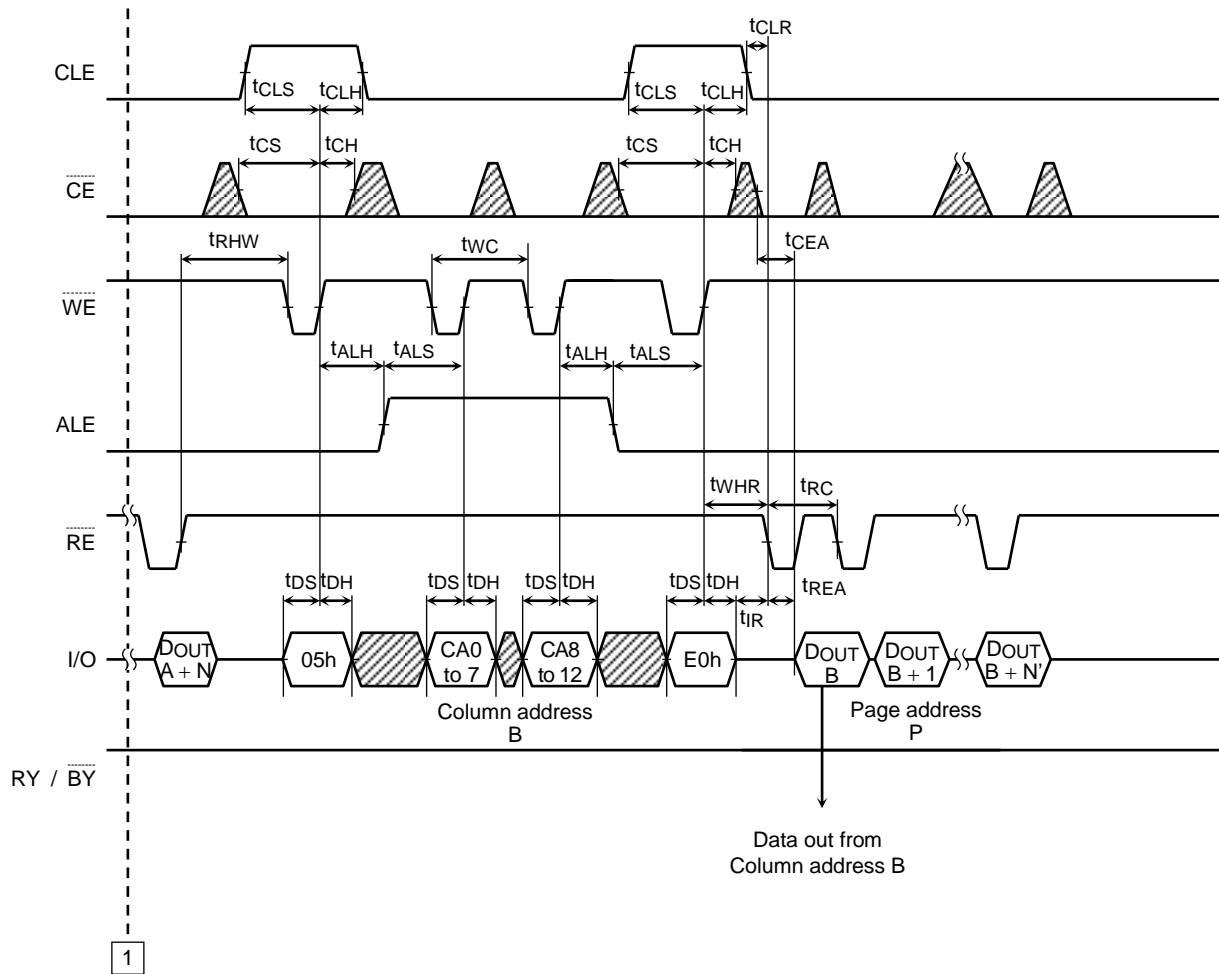 tCLR
CLE
tCLS tCLH tCLS tCLH
tCS tCH tCS tCH
CE
tCEA
tRHW tWC
WE
tALH tALS tALH tALS
ALE
tWHR tRC
RE
tDS tDH tDS tDH tDS tDH tDS tDH tREA
tIR
I/O
DOUT
A + N
05h
CA0
to 7
CA8
to 12
E0h
DOUT
B
DOUT
B + 1
DOUT
B + N’
Column address
B
Page address
P
RY / BY
Data out from
Column address B
1